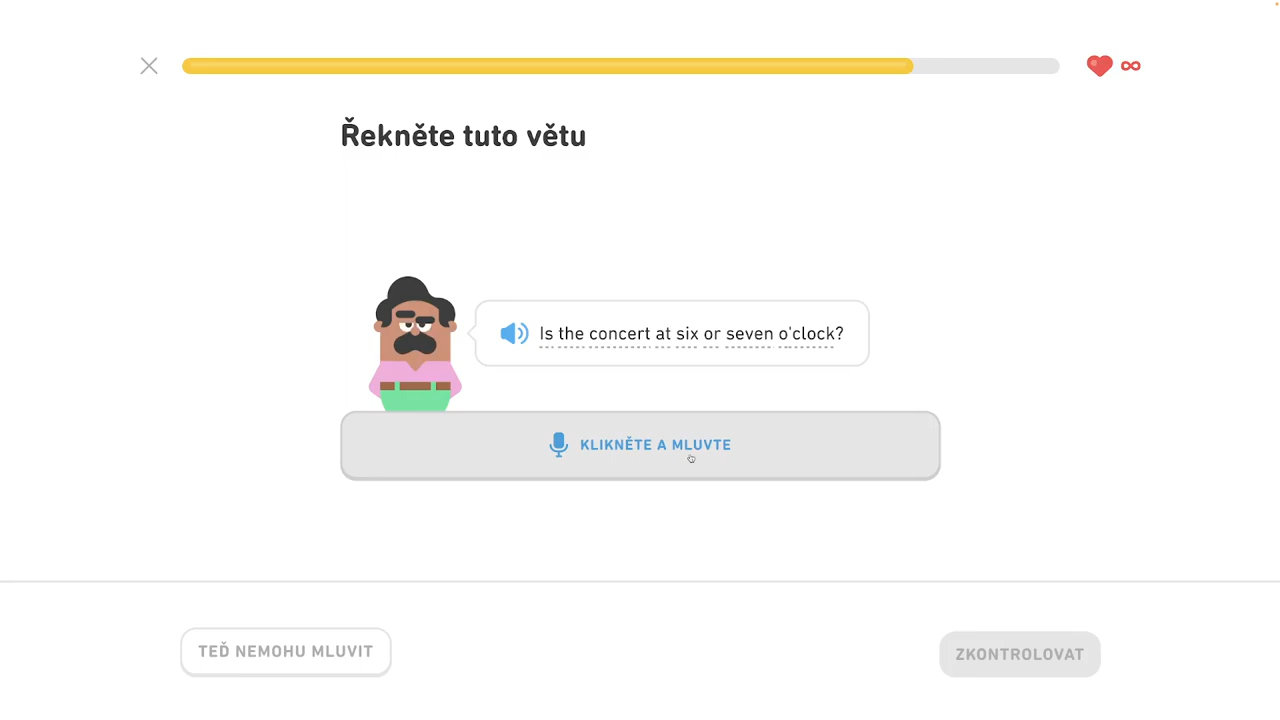 Řekněte tuto větu
Is the concert at six or seven o'clock?
KLIKNĚTE A MLUVTE
TEĎ NEMOHU MLUVIT
ZKONTROLOVAT